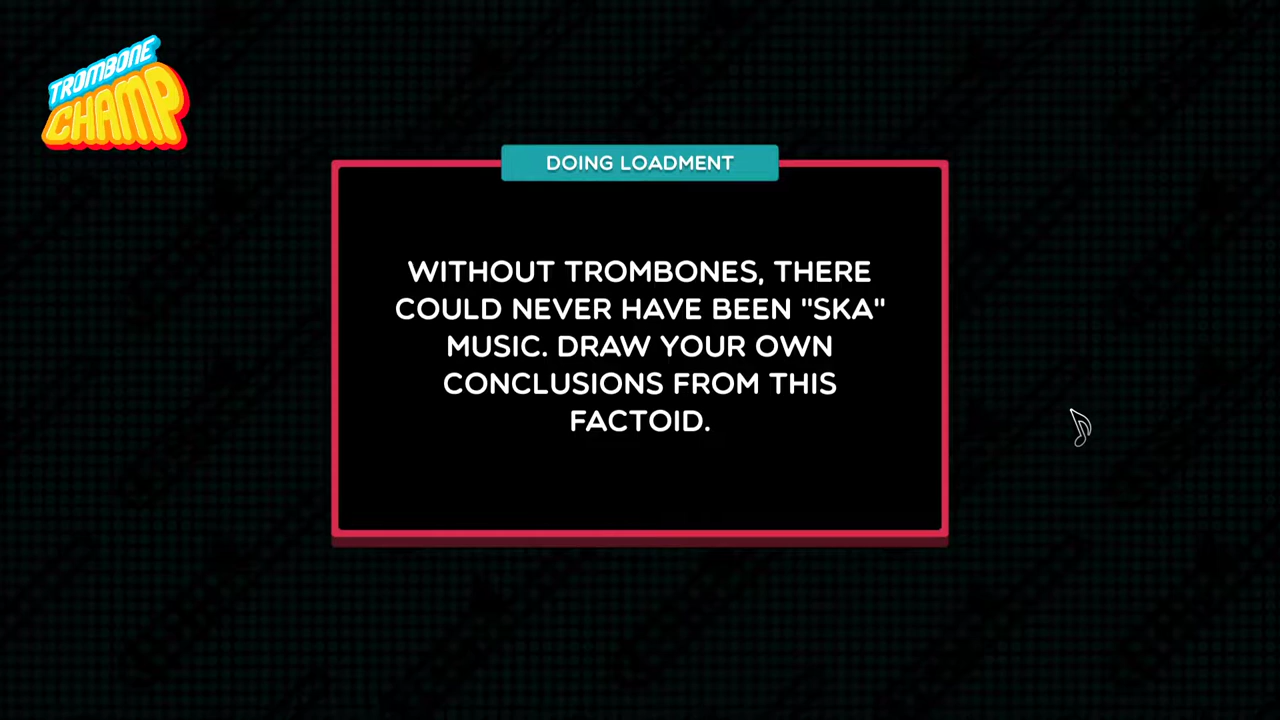 TROMBONE
CHAMP
DOING LOADMENT
WITHOUT TROMBONES, THERE
COULD NEVER HAVE BEEN "SKA"
MUSIC. DRAW YOUR OWN
CONCLUSIONS FROM THIS
FACTOID.